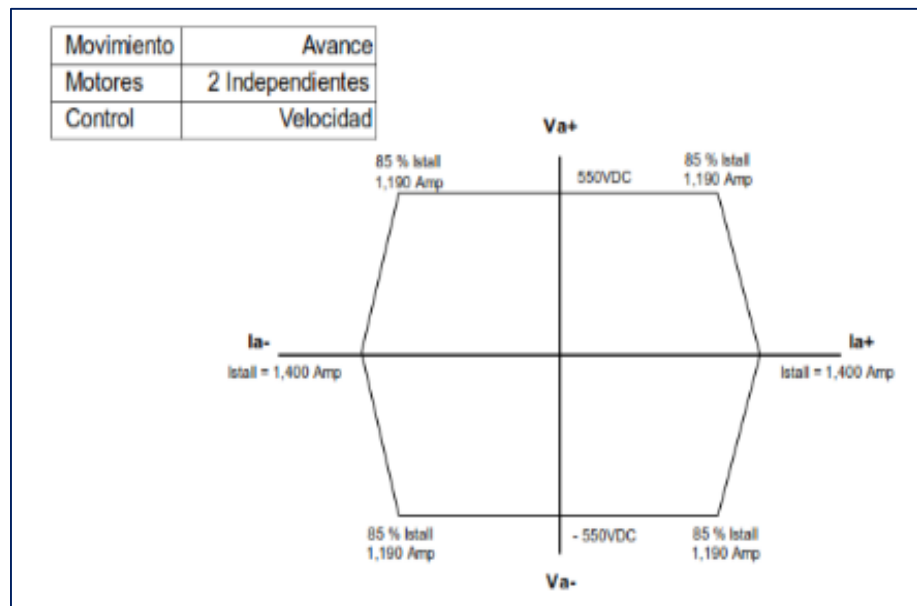 Movimiento Avance
Motores 2 Independientes
Control Velocidad
Va+
85 % Istall
1,190 Amp
550VDC
85 % Istall
1,190 Amp
Ia-
Istall = 1,400 Amp
Ia+
Istall = 1,400 Amp
85 % Istall
1,190 Amp
- 550VDC
85 % Istall
1,190 Amp
Va-